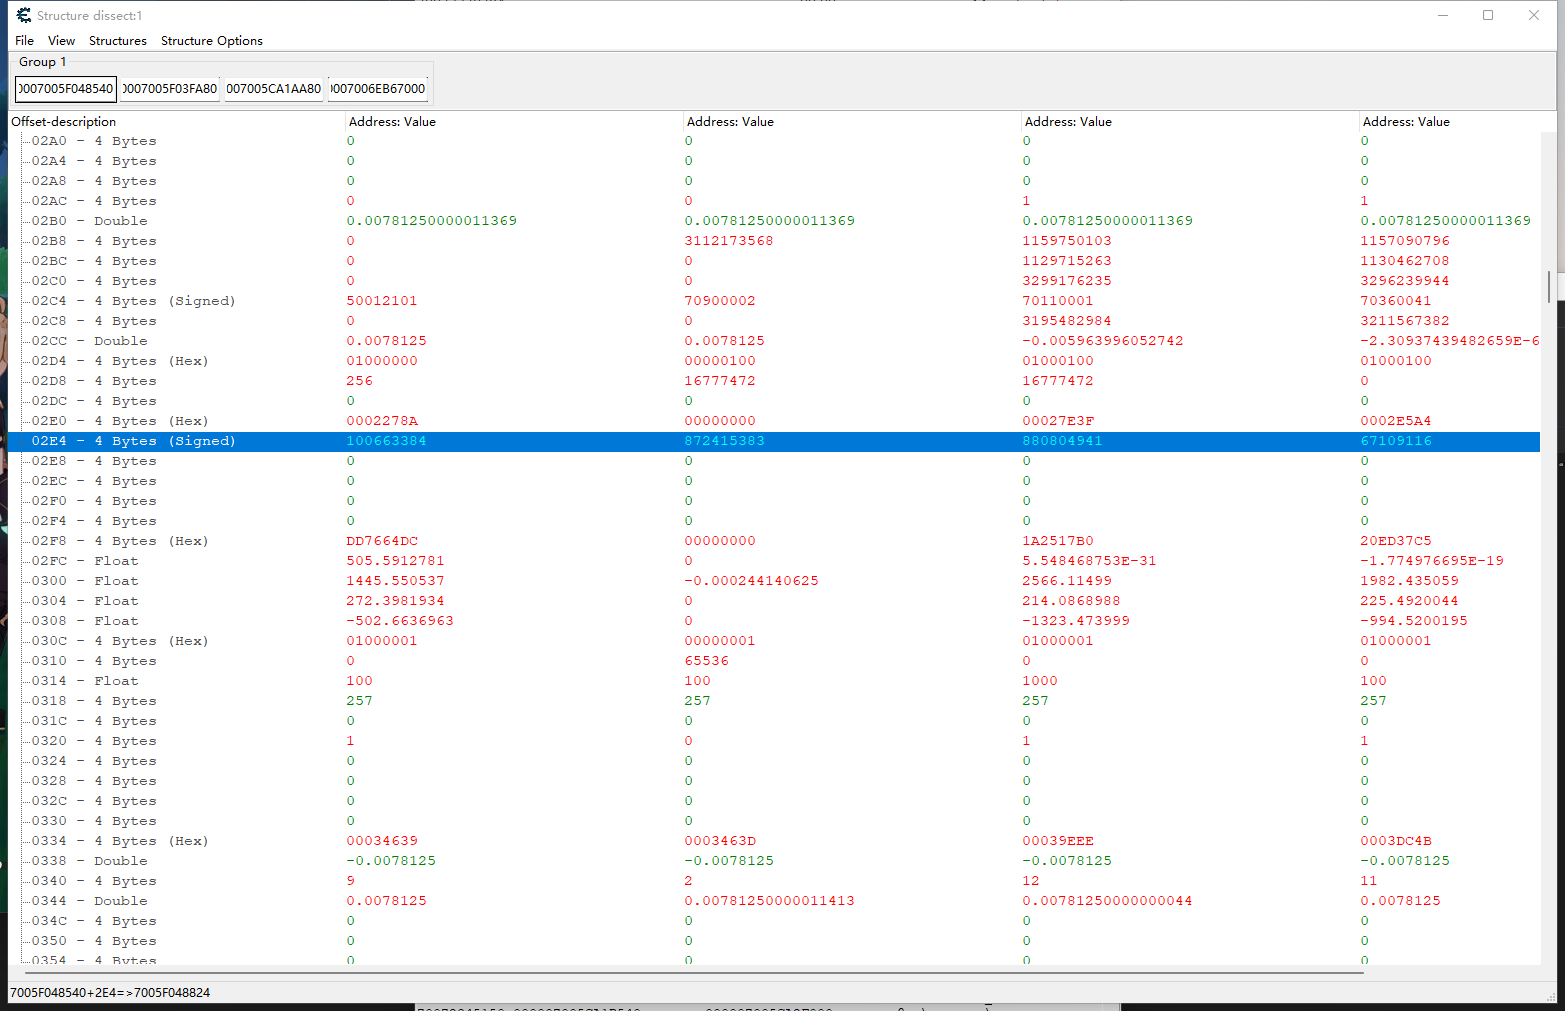 Structure dissect:1
File View Structures Structure Options
Group 1
0007005F048540 0007005F03FA80 007005CA1AA80 0007006EB67000
Offset-description Address: Value Address: Value Address: Value Address: Value
02A0 - 4 Bytes 0 0 0 0
02A4 - 4 Bytes 0 0 0 0
02A8 - 4 Bytes 0 0 0 0
02AC - 4 Bytes 0 0 1 1
02B0 - Double 0.00781250000011369 0.00781250000011369 0.00781250000011369 0.00781250000011369
02B8 - 4 Bytes 0 3112173568 1159750103 1157090796
02BC - 4 Bytes 0 0 1129715263 1130462708
02C0 - 4 Bytes 0 0 3299176235 3296239944
02C4 - 4 Bytes (Signed) 50012101 70900002 70110001 70360041
02C8 - 4 Bytes 0 0 3195482984 3211567382
02CC - Double 0.0078125 0.0078125 -0.005963996052742 -2.30937439482659E-6
02D4 - 4 Bytes (Hex) 01000000 00000100 01000100 01000100
02D8 - 4 Bytes 256 16777472 16777472 0
02DC - 4 Bytes 0 0 0 0
02E0 - 4 Bytes (Hex) 0002278A 00000000 00027E3F 0002E5A4
02E4 - 4 Bytes (Signed) 100663384 872415383 880804941 67109116
02E8 - 4 Bytes 0 0 0 0
02EC - 4 Bytes 0 0 0 0
02F0 - 4 Bytes 0 0 0 0
02F4 - 4 Bytes 0 0 0 0
02F8 - 4 Bytes (Hex) DD7664DC 00000000 1A2517B0 20ED37C5
02FC - Float 505.5912781 0 5.548468753E-31 -1.774976695E-19
0300 - Float 1445.550537 -0.000244140625 2566.11499 1982.435059
0304 - Float 272.3981934 0 214.0868988 225.4920044
0308 - Float -502.6636963 0 -1323.473999 -994.5200195
030C - 4 Bytes (Hex) 01000001 00000001 01000001 01000001
0310 - 4 Bytes 0 65536 0 0
0314 - Float 100 100 1000 100
0318 - 4 Bytes 257 257 257 257
031C - 4 Bytes 0 0 0 0
0320 - 4 Bytes 1 0 1 1
0324 - 4 Bytes 0 0 0 0
0328 - 4 Bytes 0 0 0 0
032C - 4 Bytes 0 0 0 0
0330 - 4 Bytes 0 0 0 0
0334 - 4 Bytes (Hex) 00034639 0003463D 00039EEE 0003DC4B
0338 - Double -0.0078125 -0.0078125 -0.0078125 -0.0078125
0340 - 4 Bytes 9 2 12 11
0344 - Double 0.0078125 0.00781250000011413 0.00781250000000044 0.0078125
034C - 4 Bytes 0 0 0 0
0350 - 4 Bytes 0 0 0 0
0354 - 4 Bytes 0 0 0 0
7005F048540+2E4=>7005F048824